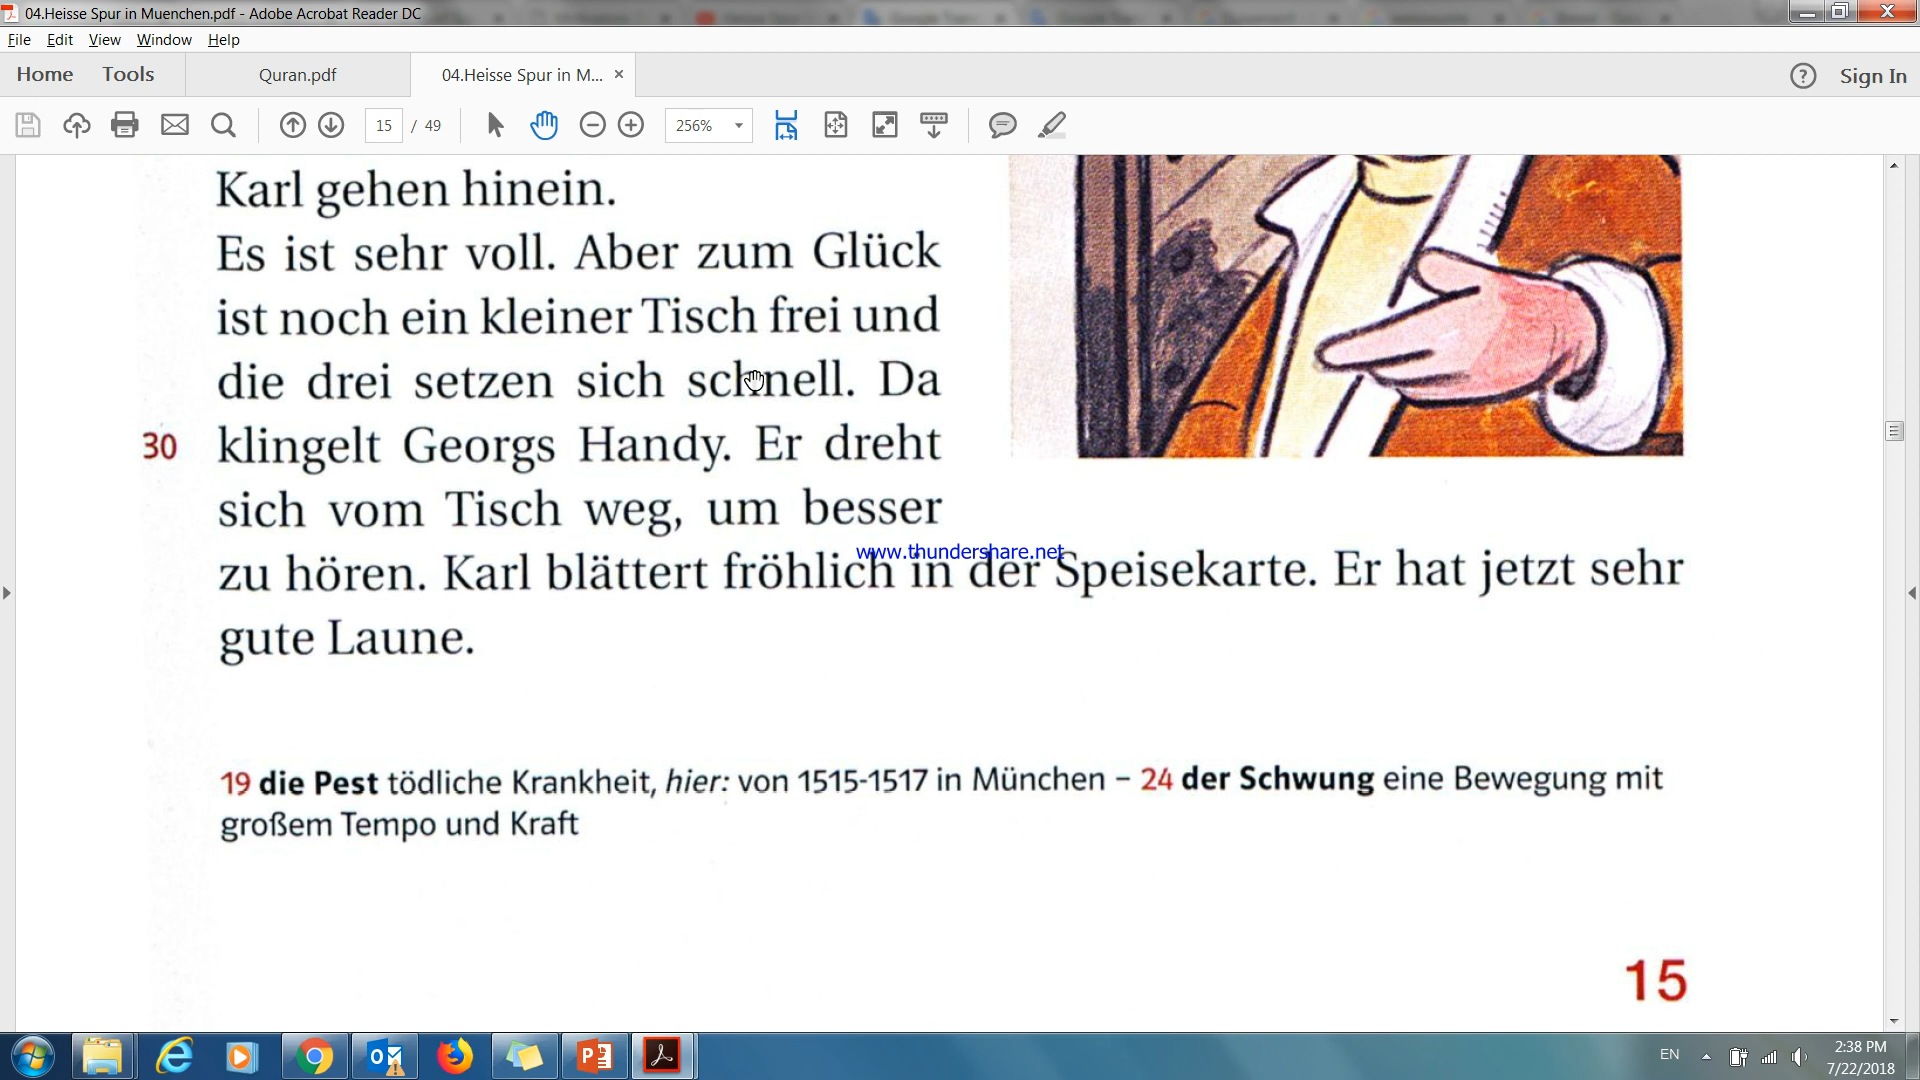 04.Heisse Spur in Muenchen.pdf - Adobe Acrobat Reader DC
File Edit View Window Help
Home Tools Quran.pdf 04.Heisse Spur in M... × ? Sign In
15 / 49 256%
Karl gehen hinein.
Es ist sehr voll. Aber zum Glück
ist noch ein kleiner Tisch frei und
die drei setzen sich schnell. Da
30 klingelt Georgs Handy. Er dreht
sich vom Tisch weg, um besser
www.thundershare.net
zu hören. Karl blättert fröhlich in der Speisekarte. Er hat jetzt sehr
gute Laune.
19 die Pest tödliche Krankheit, hier: von 1515-1517 in München – 24 der Schwung eine Bewegung mit
großem Tempo und Kraft
15
EN 2:38 PM
7/22/2018